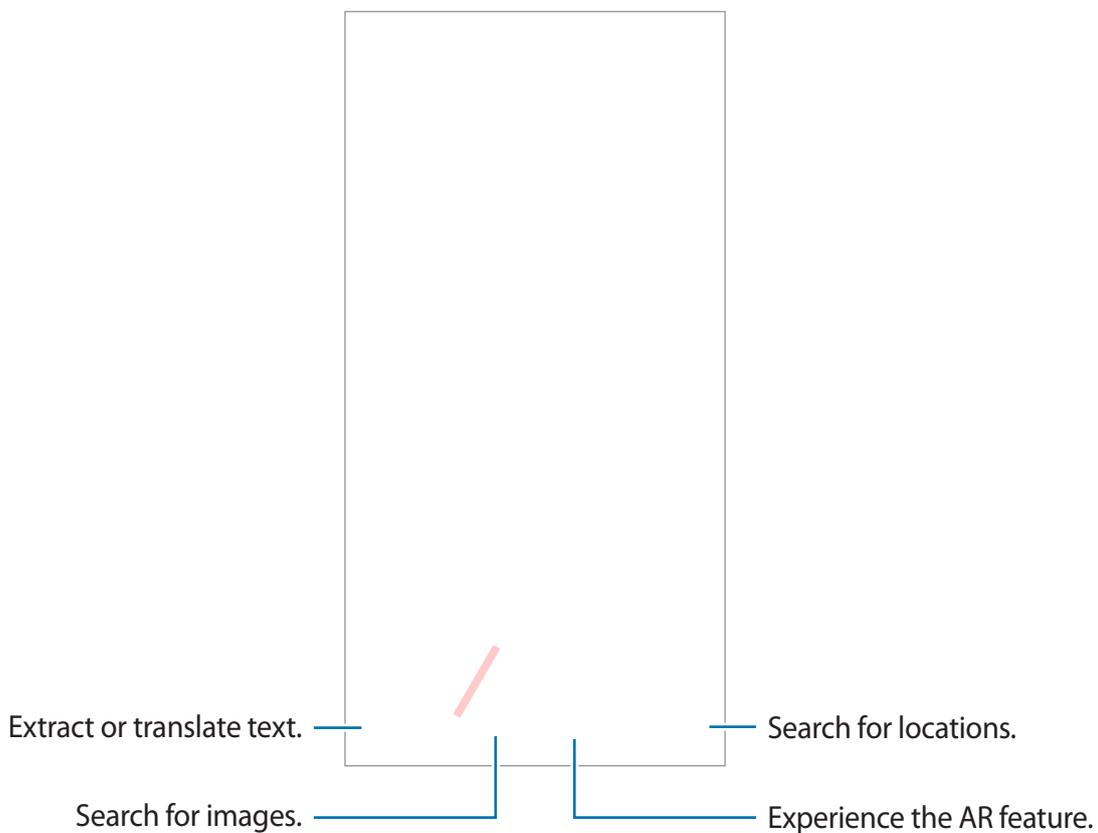 Extract or translate text.
Search for locations.
Search for images.
Experience the AR feature.